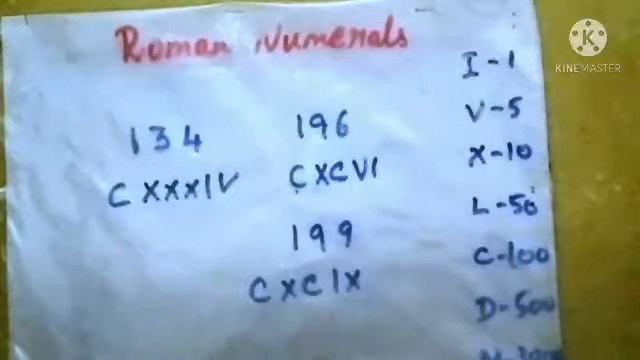 Roman Numerals
134
CXXXIV
196
CXCVI
199
CXCIX
I - 1
V - 5
X - 10
L - 50
C - 100
D - 500
K
KINEMASTER